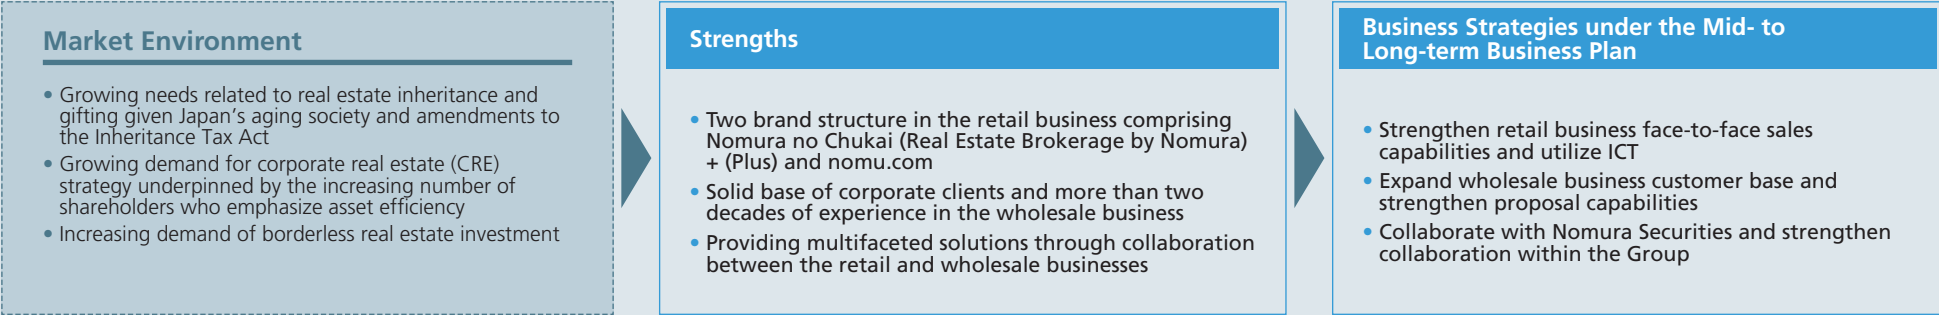 Market Environment
• Growing needs related to real estate inheritance and
gifting given Japan's aging society and amendments to
the Inheritance Tax Act
• Growing demand for corporate real estate (CRE)
strategy underpinned by the increasing number of
shareholders who emphasize asset efficiency
• Increasing demand of borderless real estate investment
Strengths
• Two brand structure in the retail business comprising
Nomura no Chukai (Real Estate Brokerage by Nomura)
+ (Plus) and nomu.com
• Solid base of corporate clients and more than two
decades of experience in the wholesale business
• Providing multifaceted solutions through collaboration
between the retail and wholesale businesses
Business Strategies under the Mid- to
Long-term Business Plan
• Strengthen retail business face-to-face sales
capabilities and utilize ICT
• Expand wholesale business customer base and
strengthen proposal capabilities
• Collaborate with Nomura Securities and strengthen
collaboration within the Group